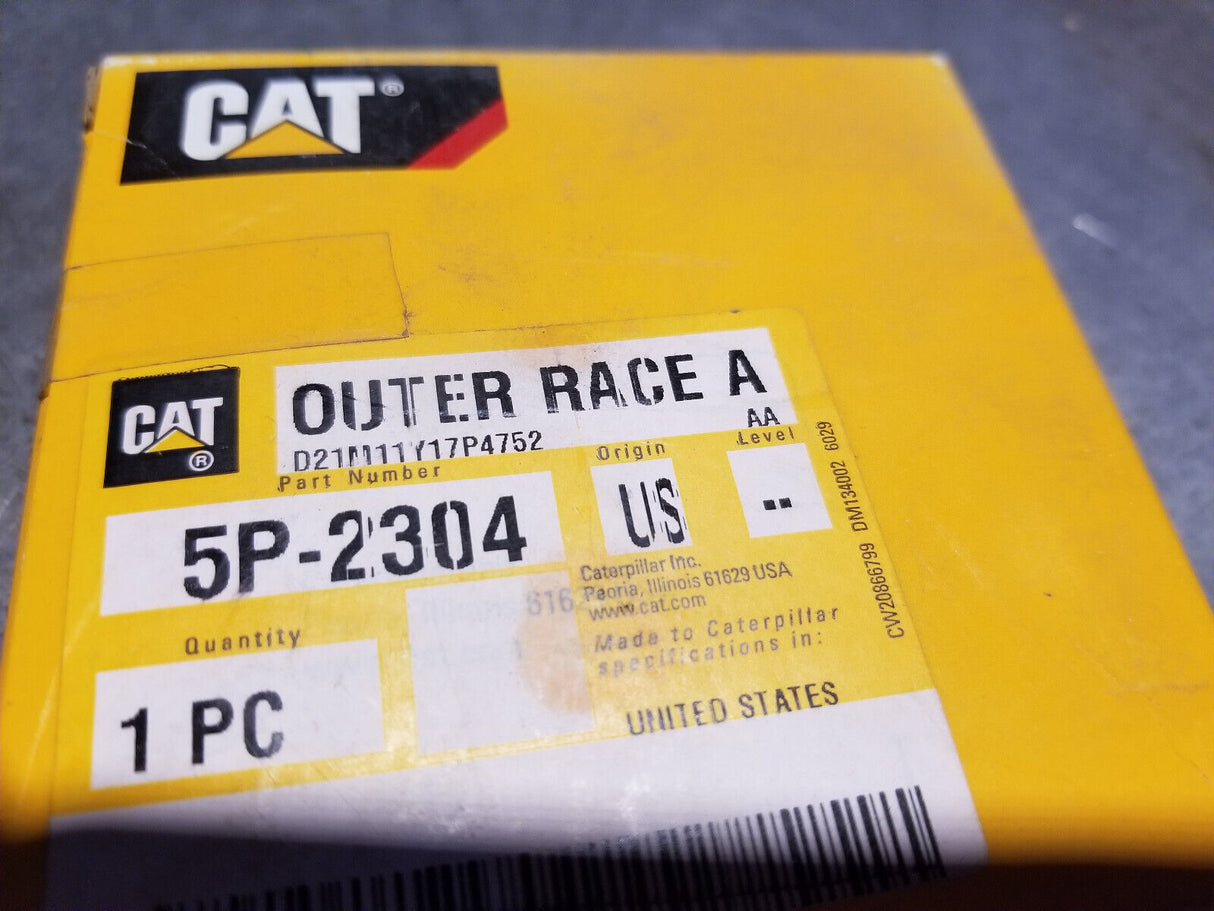 CAT®
CAT®
OUTER RACE A
D21M11Y17P4752
AA
Part Number
Origin
Level
5P-2304
US
--
Caterpillar Inc.
Peoria, Illinois 61629 USA
www.cat.com
Quantity
1 PC
Made to Caterpillar
specifications in:
UNITED STATES
CW20866799 DM134002 6029